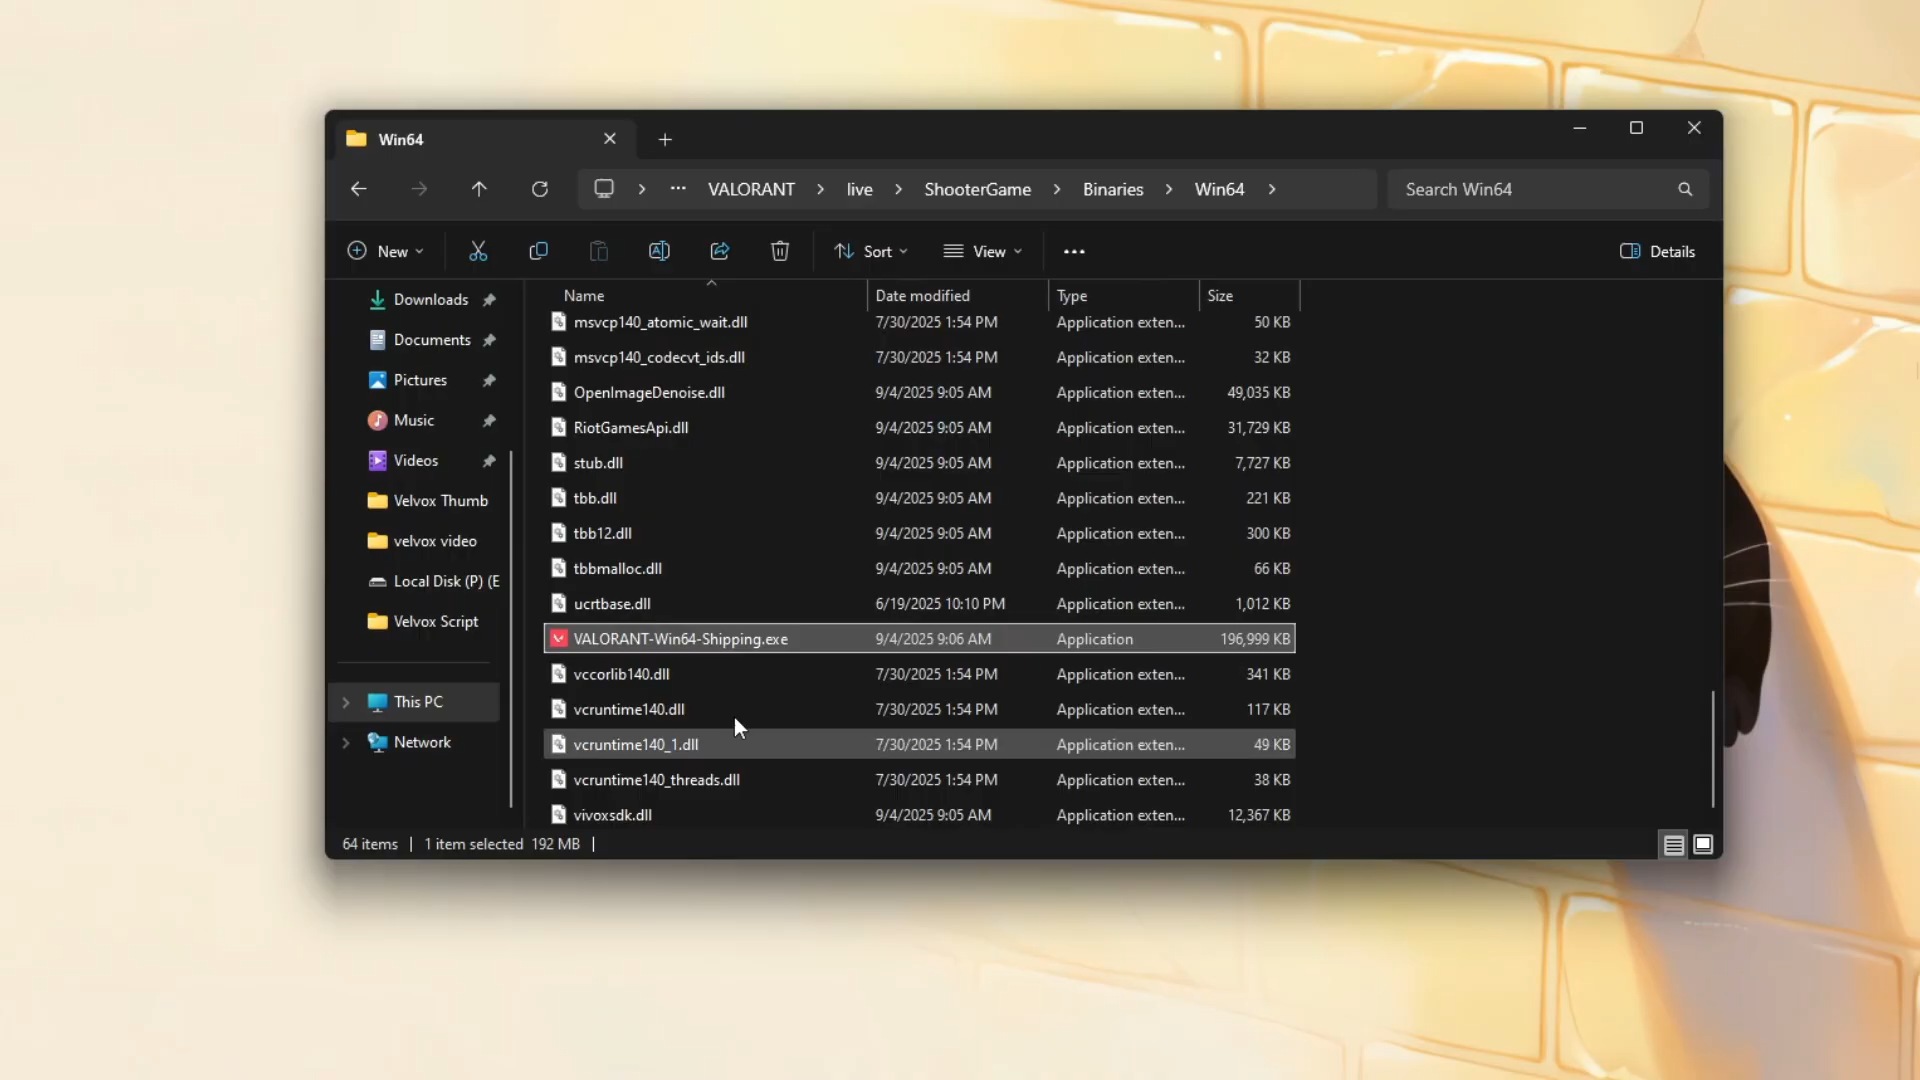 Win64
VALORANT live ShooterGame Binaries Win64 Search Win64
New Sort View Details
Name Date modified Type Size
Downloads
Documents
Pictures
Music
Videos
Velvox Thumb
velvox video
Local Disk (P) (E
Velvox Script
This PC
Network
msvcp140_atomic_wait.dll 7/30/2025 1:54 PM Application exten... 50 KB
msvcp140_codecvt_ids.dll 7/30/2025 1:54 PM Application exten... 32 KB
OpenImageDenoise.dll 9/4/2025 9:05 AM Application exten... 49,035 KB
RiotGamesApi.dll 9/4/2025 9:05 AM Application exten... 31,729 KB
stub.dll 9/4/2025 9:05 AM Application exten... 7,727 KB
tbb.dll 9/4/2025 9:05 AM Application exten... 221 KB
tbb12.dll 9/4/2025 9:05 AM Application exten... 300 KB
tbbmalloc.dll 9/4/2025 9:05 AM Application exten... 66 KB
ucrtbase.dll 6/19/2025 10:10 PM Application exten... 1,012 KB
VALORANT-Win64-Shipping.exe 9/4/2025 9:06 AM Application 196,999 KB
vccorlib140.dll 7/30/2025 1:54 PM Application exten... 341 KB
vcruntime140.dll 7/30/2025 1:54 PM Application exten... 117 KB
vcruntime140_1.dll 7/30/2025 1:54 PM Application exten... 49 KB
vcruntime140_threads.dll 7/30/2025 1:54 PM Application exten... 38 KB
vivoxsdk.dll 9/4/2025 9:05 AM Application exten... 12,367 KB
64 items 1 item selected 192 MB